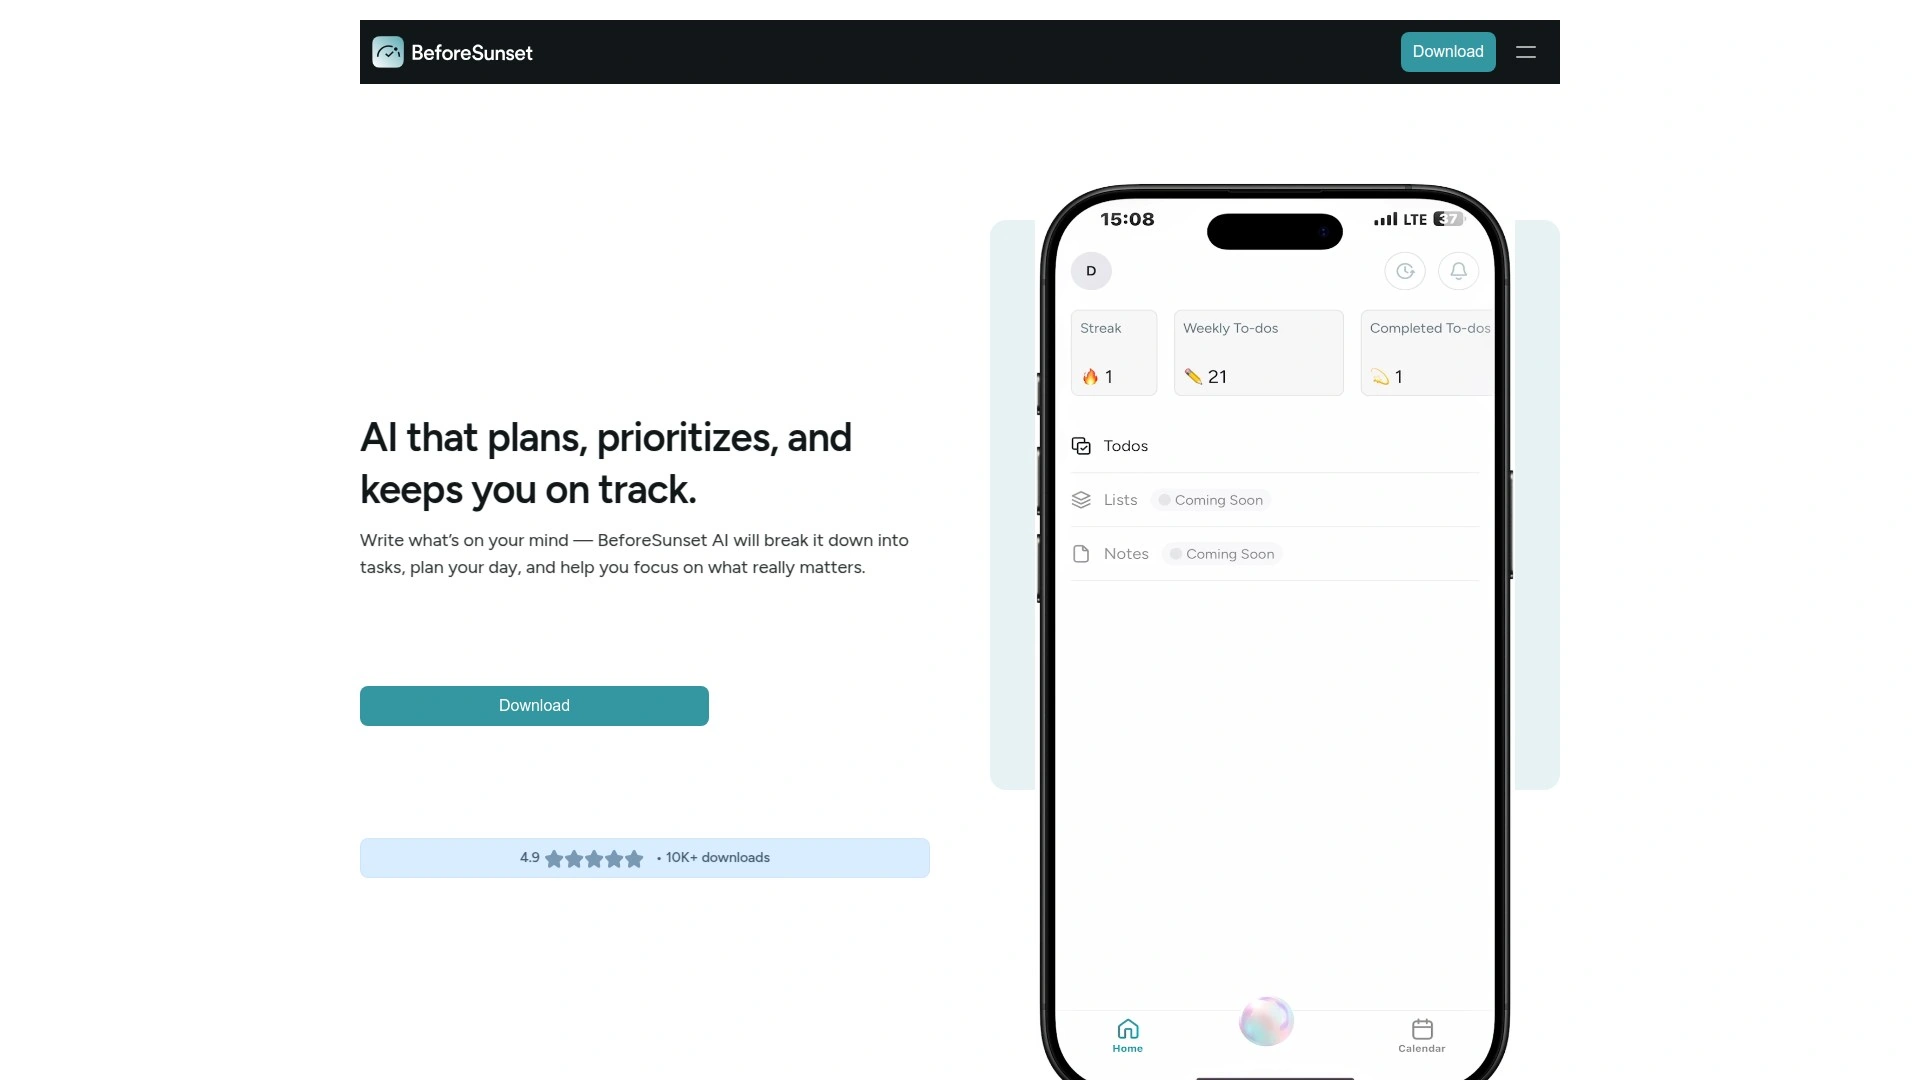 BeforeSunset
Download
AI that plans, prioritizes, and
keeps you on track.
Write what's on your mind — BeforeSunset AI will break it down into
tasks, plan your day, and help you focus on what really matters.
Download
4.9 • 10K+ downloads
15:08 LTE 37
D
Streak
1
Weekly To-dos
21
Completed To-dos
1
Todos
Lists Coming Soon
Notes Coming Soon
Home
Calendar